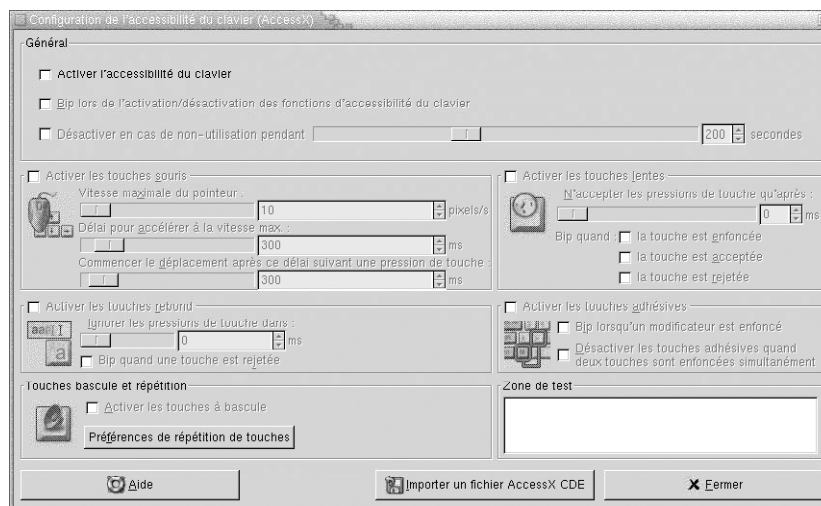 Configuration de l'accessibilité du clavier (AccessX)
Général
Activer l'accessibilité du clavier
Bip lors de l'activation/désactivation des fonctions d'accessibilité du clavier
Désactiver en cas de non-utilisation pendant 200 secondes
Activer les touches souris
Vitesse maximale du pointeur :
10 pixels/s
Délai pour accélérer à la vitesse max. :
300 ms
Commencer le déplacement après ce délai suivant une pression de touche :
300 ms
Activer les touches lentes
N'accepter les pressions de touche qu'après :
0 ms
Bip quand : la touche est enfoncée
la touche est acceptée
la touche est rejetée
Activer les touches rebond
Ignorer les pressions de touche dans :
0 ms
Bip quand une touche est rejetée
Activer les touches adhésives
Bip lorsqu'un modificateur est enfoncé
Désactiver les touches adhésives quand
deux touches sont enfoncées simultanément
Touches bascule et répétition
Activer les touches à bascule
Préférences de répétition de touches
Zone de test
Aide
Importer un fichier AccessX CDE
Fermer